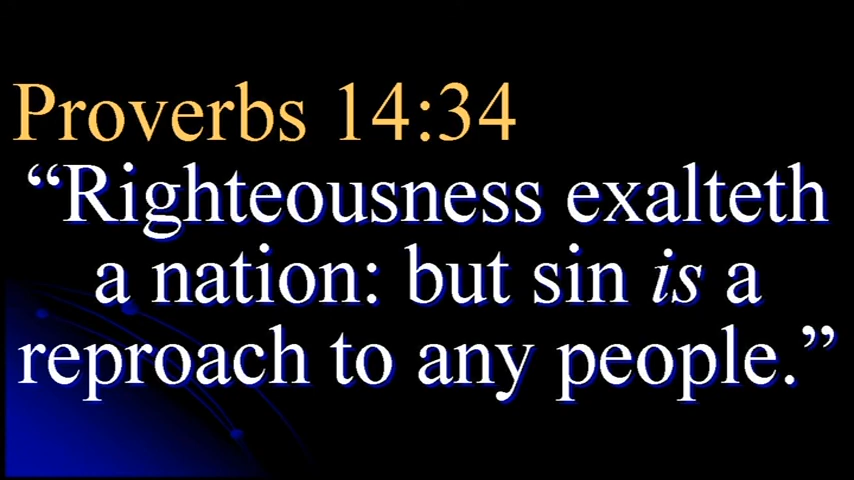 Proverbs 14:34
“Righteousness exalteth
a nation: but sin is a
reproach to any people.”